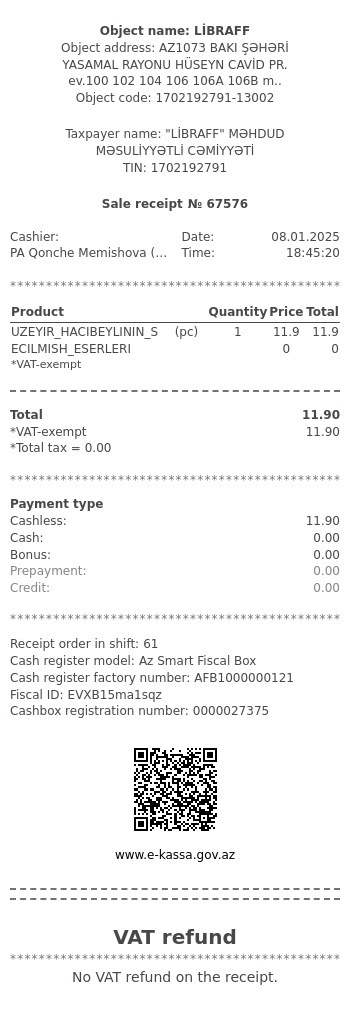 Object name: LİBRAFF
Object address: AZ1073 BAKI ŞƏHƏRİ
YASAMAL RAYONU HÜSEYN CAVİD PR.
ev.100 102 104 106 106A 106B m..
Object code: 1702192791-13002
Taxpayer name: "LİBRAFF" MƏHDUD
MƏSULİYYƏTLİ CƏMİYYƏTİ
TIN: 1702192791
Sale receipt № 67576
Cashier: Date: 08.01.2025
PA Qonche Memishova (... Time: 18:45:20
*********************************************
Product Quantity Price Total
UZEYIR_HACIBEYLININ_S (pc) 1 11.9 11.9
ECILMISH_ESERLERI 0 0
*VAT-exempt
Total 11.90
*VAT-exempt 11.90
*Total tax = 0.00
*********************************************
Payment type
Cashless: 11.90
Cash: 0.00
Bonus: 0.00
Prepayment: 0.00
Credit: 0.00
*********************************************
Receipt order in shift: 61
Cash register model: Az Smart Fiscal Box
Cash register factory number: AFB1000000121
Fiscal ID: EVXB15ma1sqz
Cashbox registration number: 0000027375
www.e-kassa.gov.az
VAT refund
*********************************************
No VAT refund on the receipt.